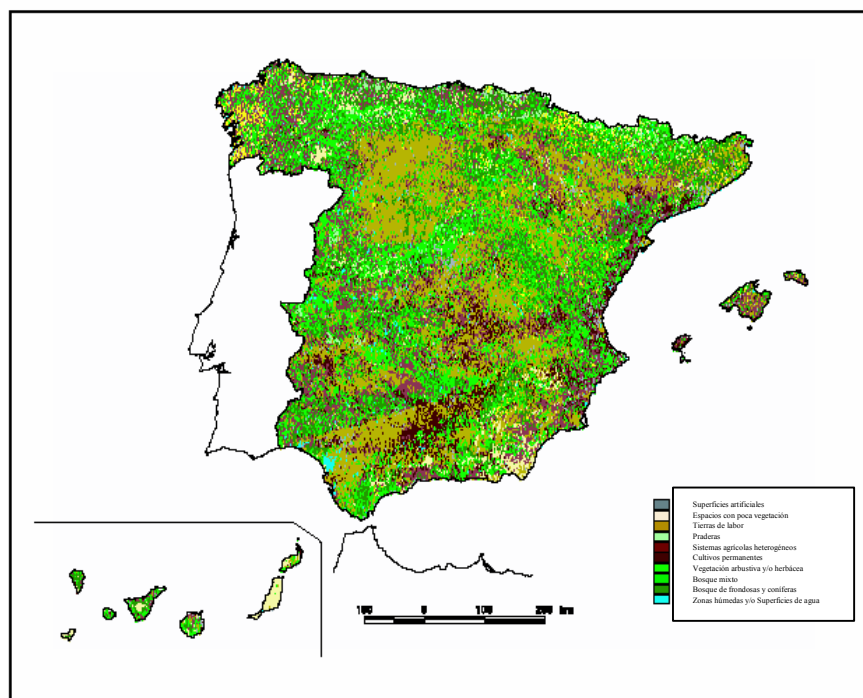 Superficies artificiales
Espacios con poca vegetación
Tierras de labor
Praderas
Sistemas agrícolas heterogéneos
Cultivos permanentes
Vegetación arbustiva y/o herbácea
Bosque mixto
Bosque de frondosas y coníferas
Zonas húmedas y/o Superficies de agua
100 0 100 200 km